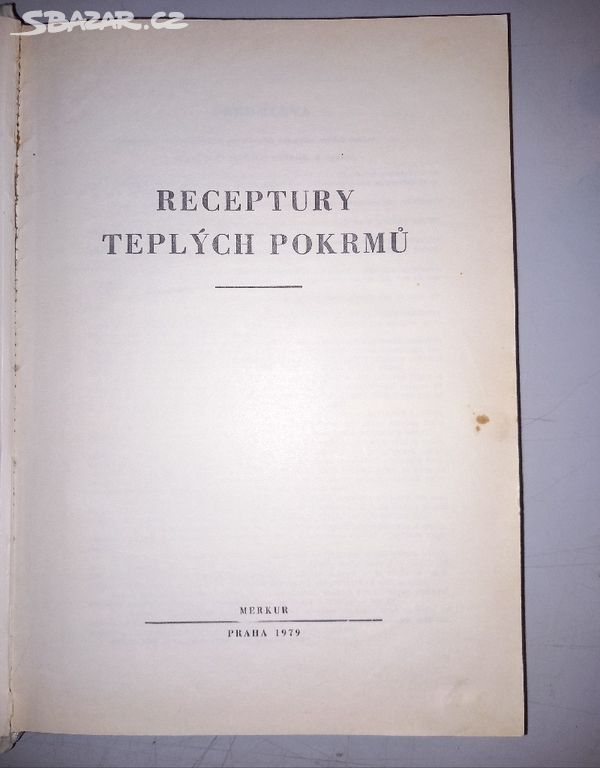 SBAZAR.CZ
RECEPTURY
TEPLÝCH POKRMŮ
MERKUR
PRAHA 1979